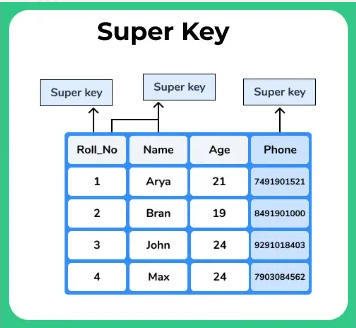 Super Key
Super key
Super key
Super key
Roll_No Name Age Phone
1 Arya 21 7491901521
2 Bran 19 8491901000
3 John 24 9291018403
4 Max 24 7903084562